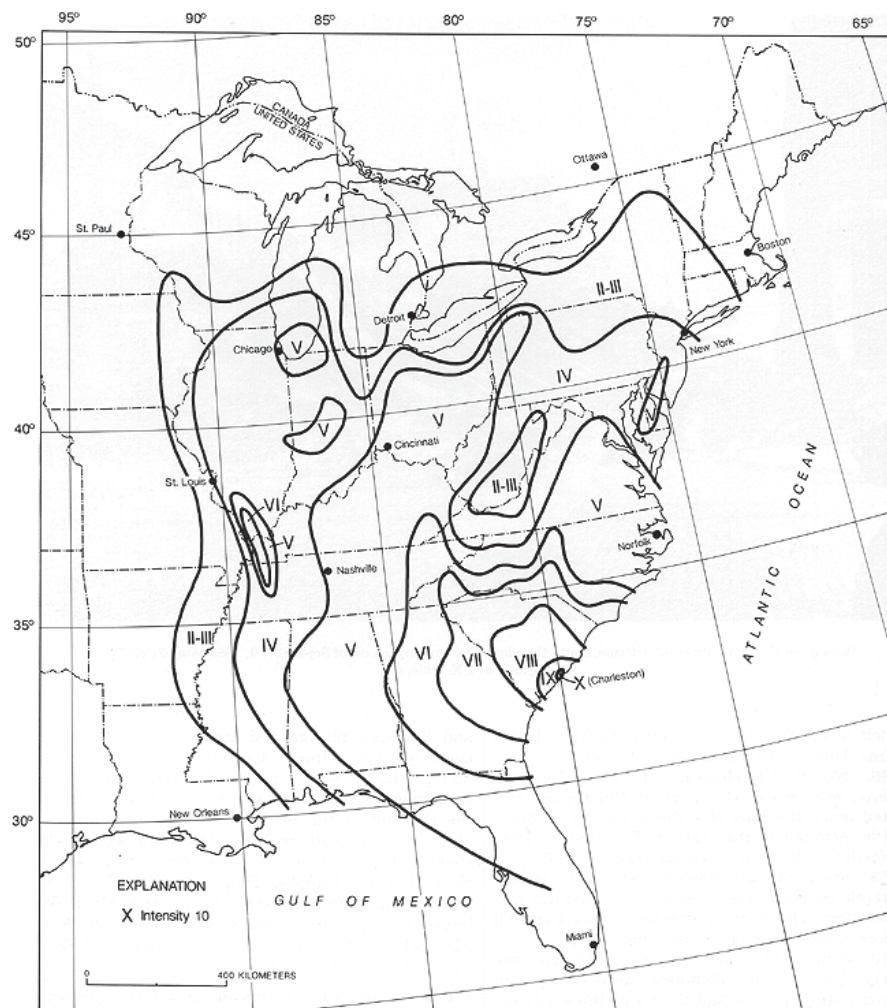 95° 90° 85° 80° 75° 70° 65°
50°
CANADA
UNITED STATES
Ottawa
St. Paul
45°
Boston
II-III
Detroit
New York
Chicago
V
IV
V
V
V
40°
Cincinnati
St. Louis
II-III
V
VI
V
Norfolk
Nashville
OCEAN
ATLANTIC
35°
II-III
IV
V
VI
VII
VIII
IX
X (Charleston)
30°
New Orleans
EXPLANATION
X Intensity 10
GULF OF MEXICO
Miami
0 400 KILOMETERS